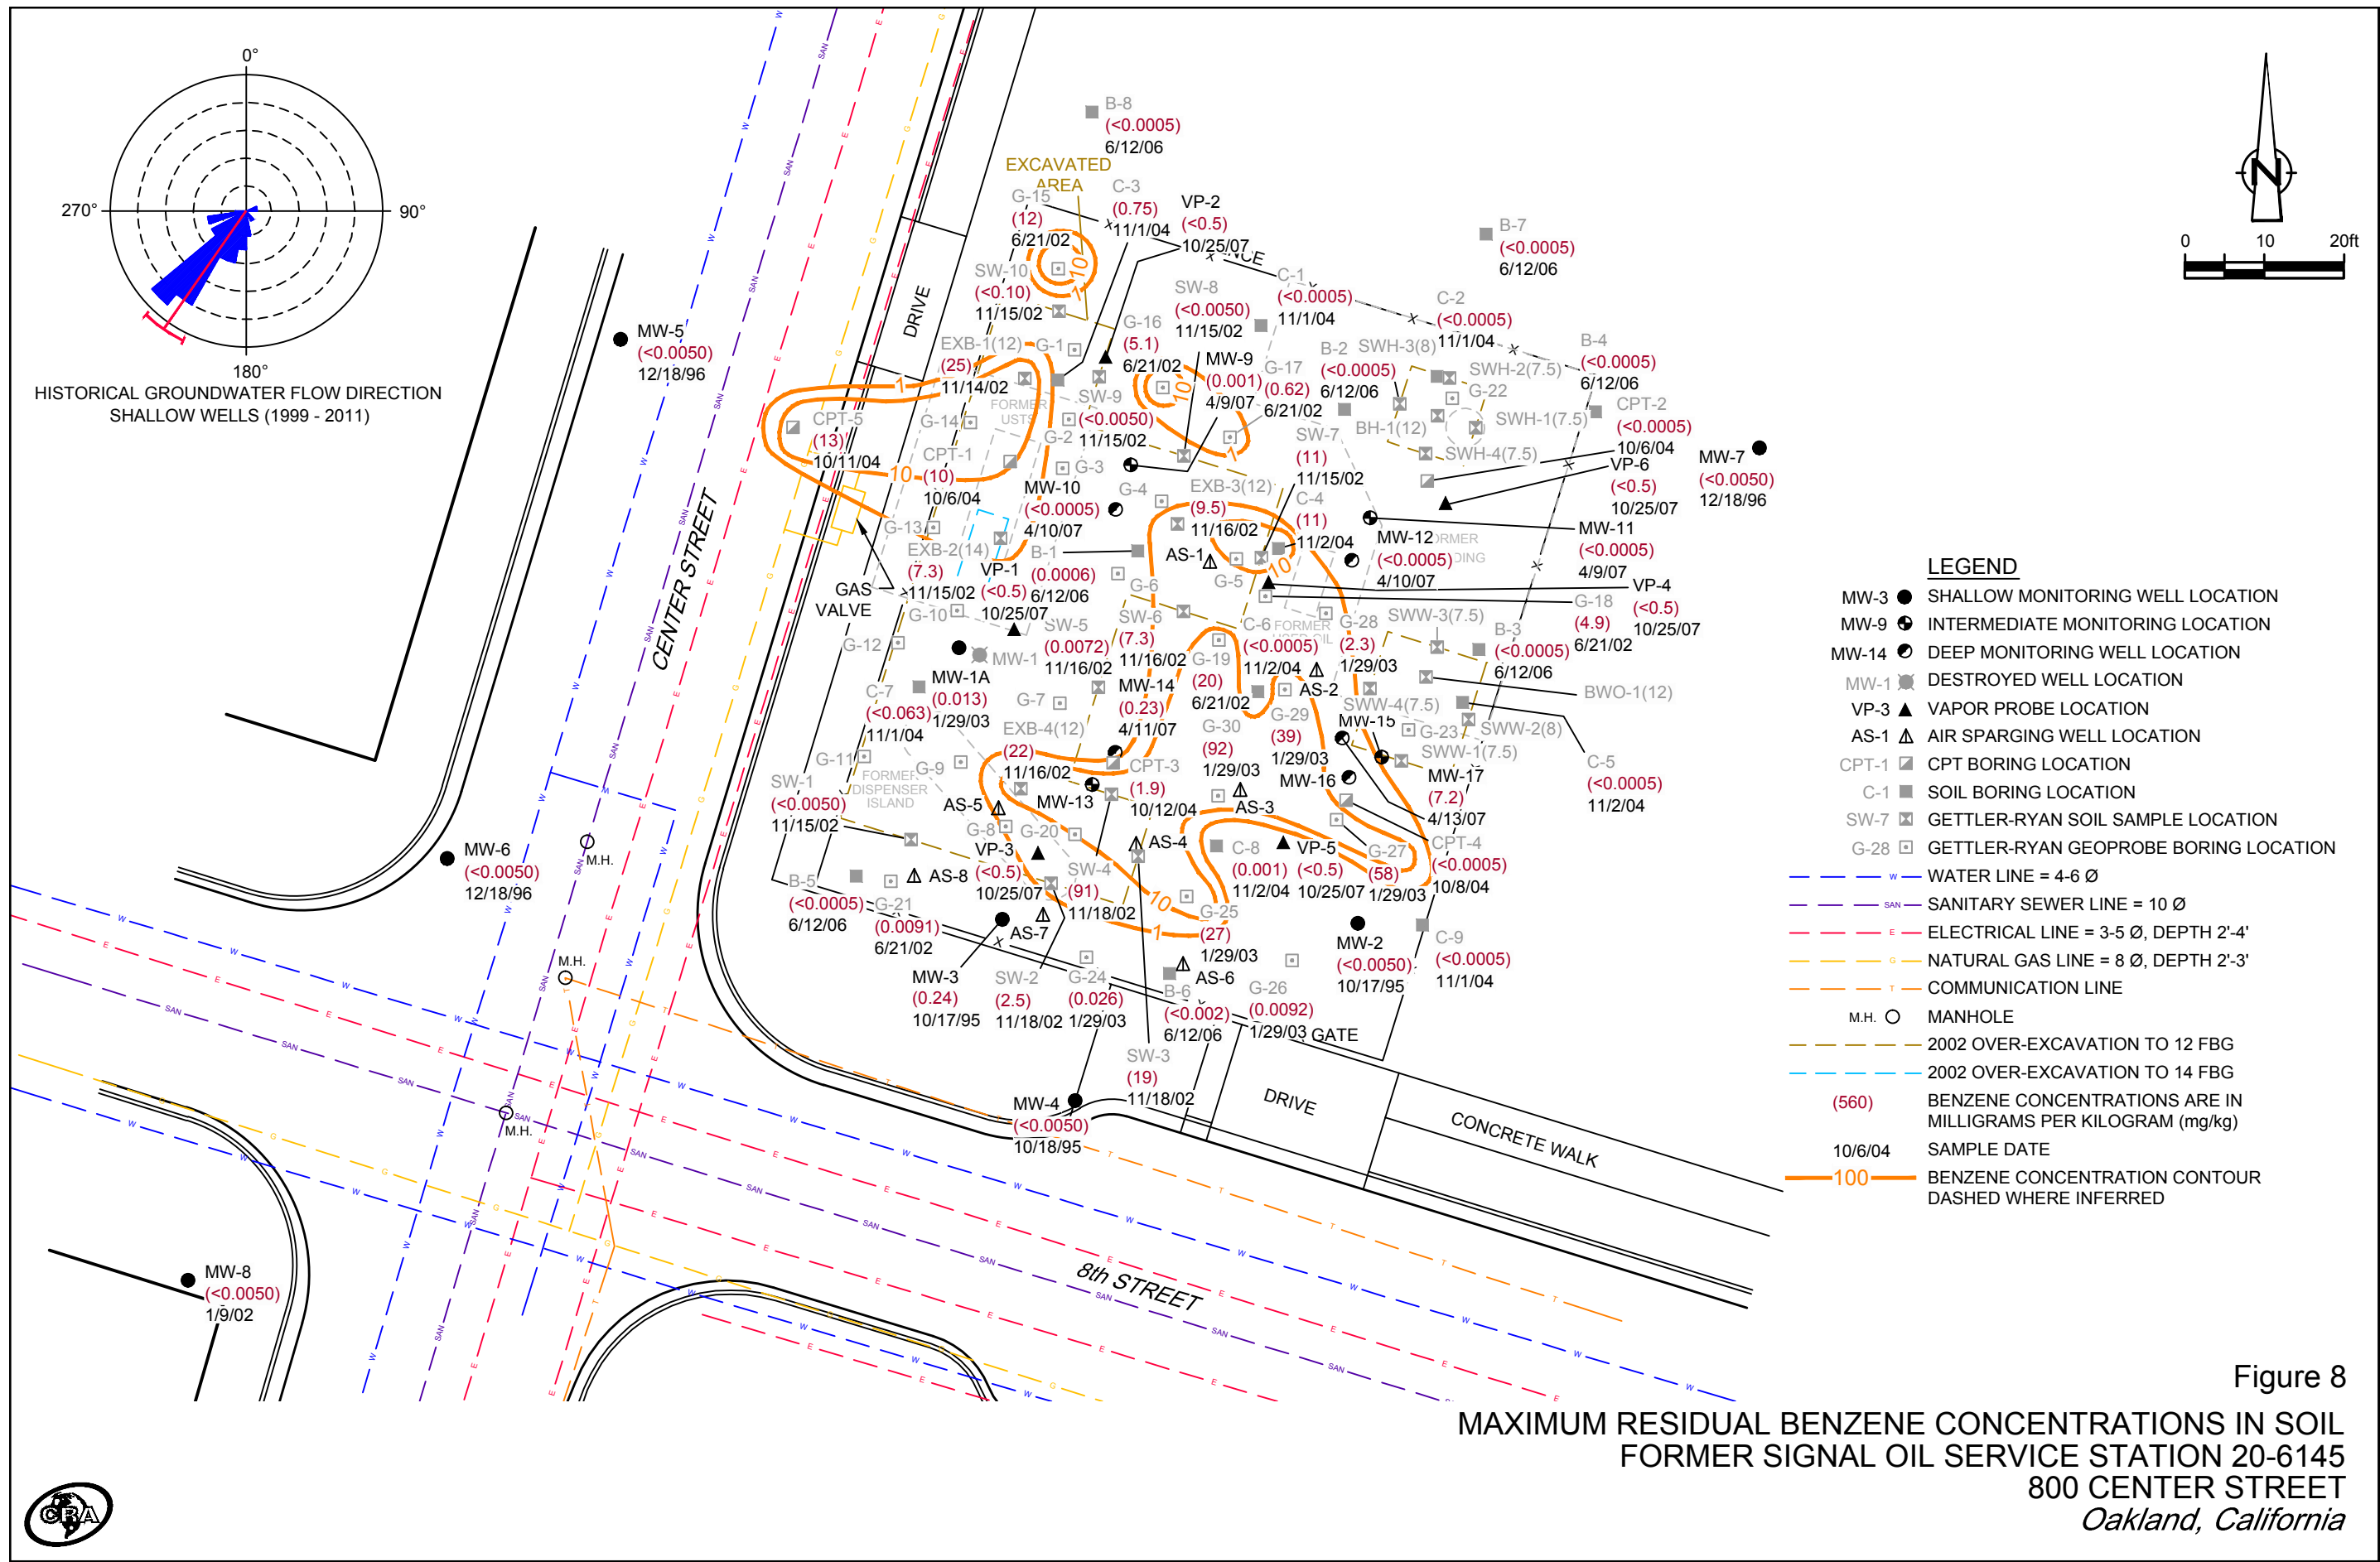 0°
270°
90°
180°
HISTORICAL GROUNDWATER FLOW DIRECTION
SHALLOW WELLS (1999 - 2011)
N
0 10 20ft
B-8
(<0.0005)
6/12/06
EXCAVATED
AREA
G-15
(12)
6/21/02
C-3
(0.75)
11/1/04
VP-2
(<0.5)
10/25/07
B-7
(<0.0005)
6/12/06
SW-10
(<0.10)
11/15/02
SW-8
(<0.0050)
11/15/02
C-1
(<0.0005)
11/1/04
C-2
(<0.0005)
11/1/04
B-4
(<0.0005)
6/12/06
MW-5
(<0.0050)
12/18/96
DRIVE
EXB-1(12)
(25)
11/14/02
G-1
G-16
(5.1)
6/21/02
MW-9
(0.001)
4/9/07
G-17
(0.62)
6/21/02
B-2
(<0.0005)
6/12/06
SWH-3(8)
SWH-2(7.5)
G-22
SWH-1(7.5)
BH-1(12)
SWH-4(7.5)
CPT-2
(<0.0005)
10/6/04
VP-6
(<0.5)
10/25/07
MW-7
(<0.0050)
12/18/96
10
1
10
1
1
CPT-5
(13)
10/11/04
G-14
FORMER
USTS
G-2
SW-9
(<0.0050)
11/15/02
CPT-1
(10)
10/6/04
10
G-3
SW-7
(11)
11/15/02
MW-10
(<0.0005)
4/10/07
G-4
EXB-3(12)
(9.5)
11/16/02
C-4
(11)
11/2/04
MW-11
(<0.0005)
4/9/07
MW-12
(<0.0005)
4/10/07
G-13
EXB-2(14)
(7.3)
11/15/02
B-1
(0.0006)
6/12/06
VP-1
(<0.5)
10/25/07
AS-1
G-5
10
VP-4
(<0.5)
10/25/07
G-18
(4.9)
6/21/02
GAS
VALVE
CENTER STREET
G-6
G-10
G-12
SW-5
(0.0072)
11/16/02
SW-6
(7.3)
11/16/02
C-6
(<0.0005)
11/2/04
FORMER
G-28
(2.3)
1/29/03
SWW-3(7.5)
B-3
(<0.0005)
6/12/06
MW-1
MW-1A
(0.013)
1/29/03
G-19
(20)
6/21/02
AS-2
BWO-1(12)
C-7
(<0.063)
11/1/04
G-7
MW-14
(0.23)
4/11/07
SWW-4(7.5)
MW-15
G-23
SWW-2(8)
SWW-1(7.5)
EXB-4(12)
(22)
11/16/02
G-30
(92)
1/29/03
G-29
(39)
1/29/03
C-5
(<0.0005)
11/2/04
G-11
G-9
FORMER
DISPENSER
ISLAND
SW-1
(<0.0050)
11/15/02
CPT-3
(1.9)
10/12/04
MW-13
MW-16
MW-17
(7.2)
4/13/07
AS-5
AS-3
G-8
G-20
AS-4
CPT-4
(<0.0005)
10/8/04
VP-3
(<0.5)
10/25/07
C-8
(0.001)
11/2/04
VP-5
(<0.5)
10/25/07
G-27
(58)
1/29/03
MW-6
(<0.0050)
12/18/96
M.H.
B-5
(<0.0005)
6/12/06
AS-8
G-21
(0.0091)
6/21/02
SW-4
(91)
11/18/02
10
1
G-25
(27)
1/29/03
AS-7
MW-2
(<0.0050)
10/17/95
C-9
(<0.0005)
11/1/04
M.H.
MW-3
(0.24)
10/17/95
SW-2
(2.5)
11/18/02
G-24
(0.026)
1/29/03
AS-6
B-6
(<0.002)
6/12/06
G-26
(0.0092)
1/29/03
GATE
SW-3
(19)
11/18/02
M.H.
MW-4
(<0.0050)
10/18/95
DRIVE
CONCRETE WALK
8th STREET
MW-8
(<0.0050)
1/9/02
LEGEND
MW-3 SHALLOW MONITORING WELL LOCATION
MW-9 INTERMEDIATE MONITORING LOCATION
MW-14 DEEP MONITORING WELL LOCATION
MW-1 DESTROYED WELL LOCATION
VP-3 VAPOR PROBE LOCATION
AS-1 AIR SPARGING WELL LOCATION
CPT-1 CPT BORING LOCATION
C-1 SOIL BORING LOCATION
SW-7 GETTLER-RYAN SOIL SAMPLE LOCATION
G-28 GETTLER-RYAN GEOPROBE BORING LOCATION
W WATER LINE = 4-6 Ø
SAN SANITARY SEWER LINE = 10 Ø
E ELECTRICAL LINE = 3-5 Ø, DEPTH 2'-4'
G NATURAL GAS LINE = 8 Ø, DEPTH 2'-3'
T COMMUNICATION LINE
M.H. MANHOLE
2002 OVER-EXCAVATION TO 12 FBG
2002 OVER-EXCAVATION TO 14 FBG
(560) BENZENE CONCENTRATIONS ARE IN
MILLIGRAMS PER KILOGRAM (mg/kg)
10/6/04 SAMPLE DATE
100 BENZENE CONCENTRATION CONTOUR
DASHED WHERE INFERRED
Figure 8
MAXIMUM RESIDUAL BENZENE CONCENTRATIONS IN SOIL
FORMER SIGNAL OIL SERVICE STATION 20-6145
800 CENTER STREET
Oakland, California
CRA